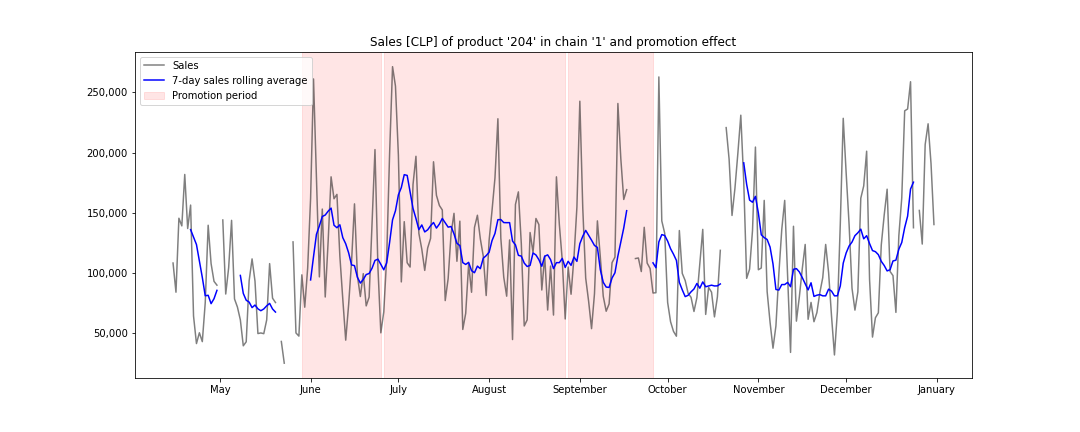 Sales [CLP] of product '204' in chain '1' and promotion effect
Sales
7-day sales rolling average
Promotion period
250,000
200,000
150,000
100,000
50,000
May June July August September October November December January